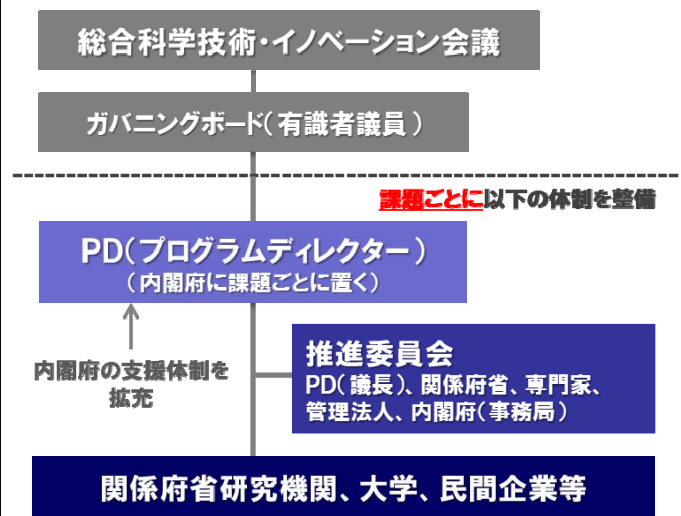 総合科学技術・イノベーション会議
ガバニングボード(有識者議員)
課題ごとに以下の体制を整備
PD(プログラムディレクター)
(内閣府に課題ごとに置く)
内閣府の支援体制を
拡充
推進委員会
PD(議長)、関係府省、専門家、
管理法人、内閣府(事務局)
関係府省研究機関、大学、民間企業等